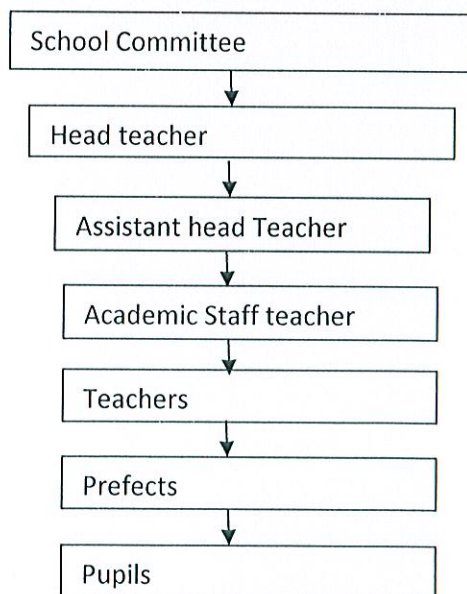 School Committee
Head teacher
Assistant head Teacher
Academic Staff teacher
Teachers
Prefects
Pupils